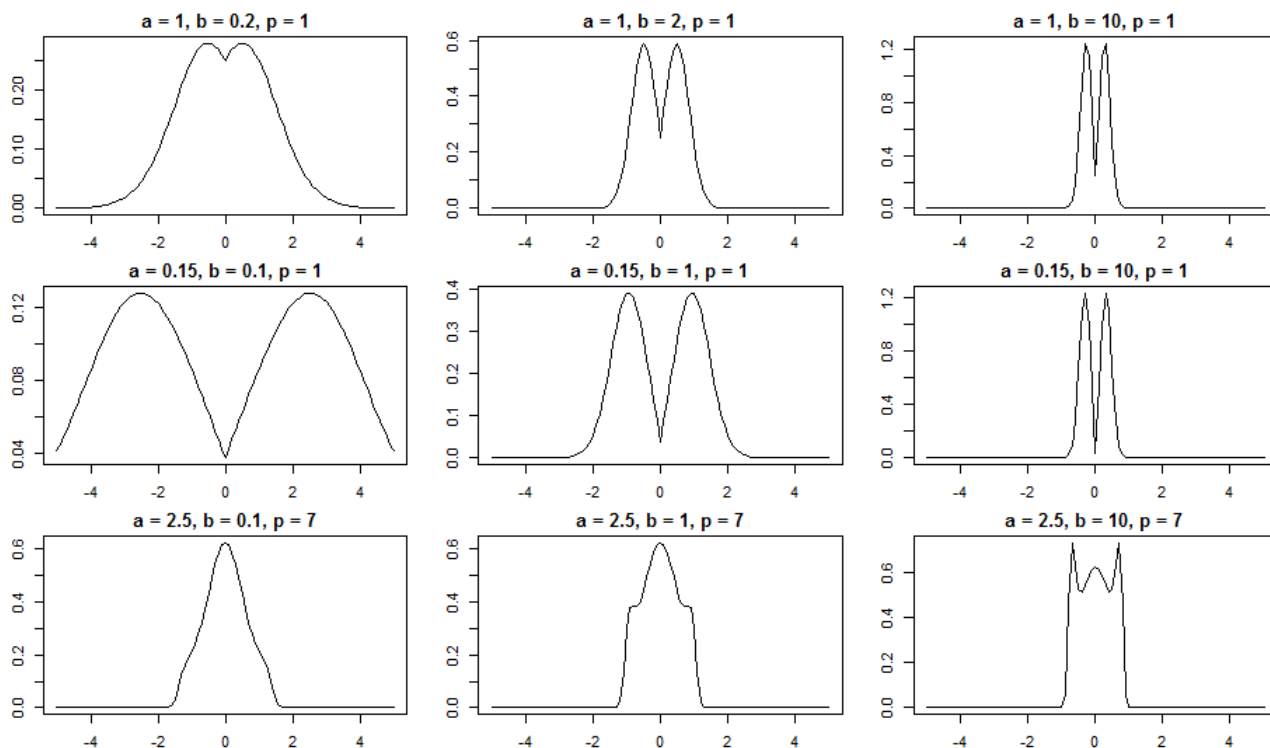 a = 1, b = 0.2, p = 1
0.00 0.10 0.20
-4 -2 0 2 4
a = 1, b = 2, p = 1
0.0 0.2 0.4 0.6
-4 -2 0 2 4
a = 1, b = 10, p = 1
0.0 0.4 0.8 1.2
-4 -2 0 2 4
a = 0.15, b = 0.1, p = 1
0.04 0.08 0.12
-4 -2 0 2 4
a = 0.15, b = 1, p = 1
0.0 0.1 0.2 0.3 0.4
-4 -2 0 2 4
a = 0.15, b = 10, p = 1
0.0 0.4 0.8 1.2
-4 -2 0 2 4
a = 2.5, b = 0.1, p = 7
0.0 0.2 0.4 0.6
-4 -2 0 2 4
a = 2.5, b = 1, p = 7
0.0 0.2 0.4 0.6
-4 -2 0 2 4
a = 2.5, b = 10, p = 7
0.0 0.2 0.4 0.6
-4 -2 0 2 4